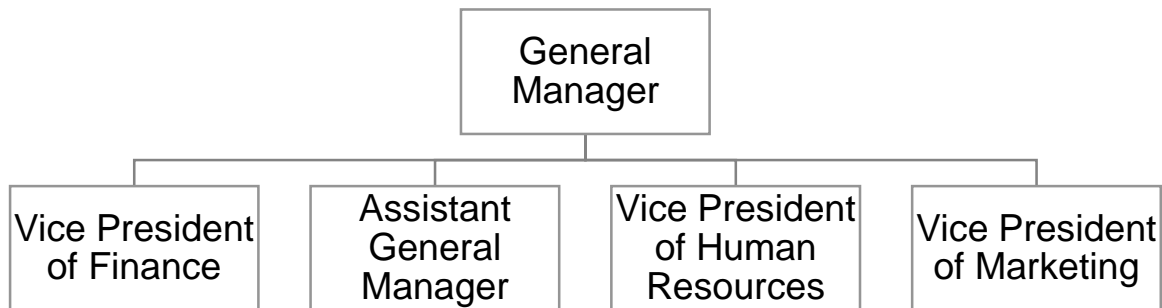 General
Manager
Vice President
of Finance
Assistant
General
Manager
Vice President
of Human
Resources
Vice President
of Marketing